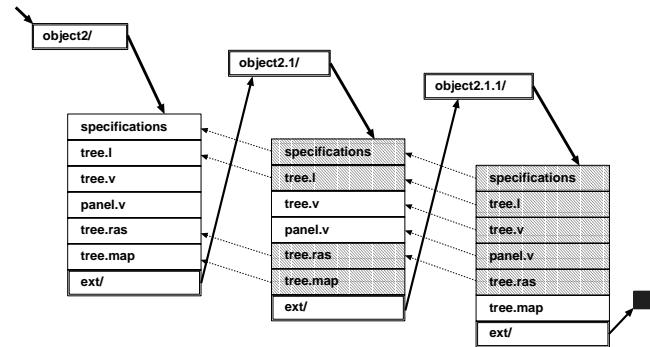 object2/
specifications
tree.l
tree.v
panel.v
tree.ras
tree.map
ext/
object2.1/
specifications
tree.l
tree.v
panel.v
tree.ras
tree.map
ext/
object2.1.1/
specifications
tree.l
tree.v
panel.v
tree.ras
tree.map
ext/